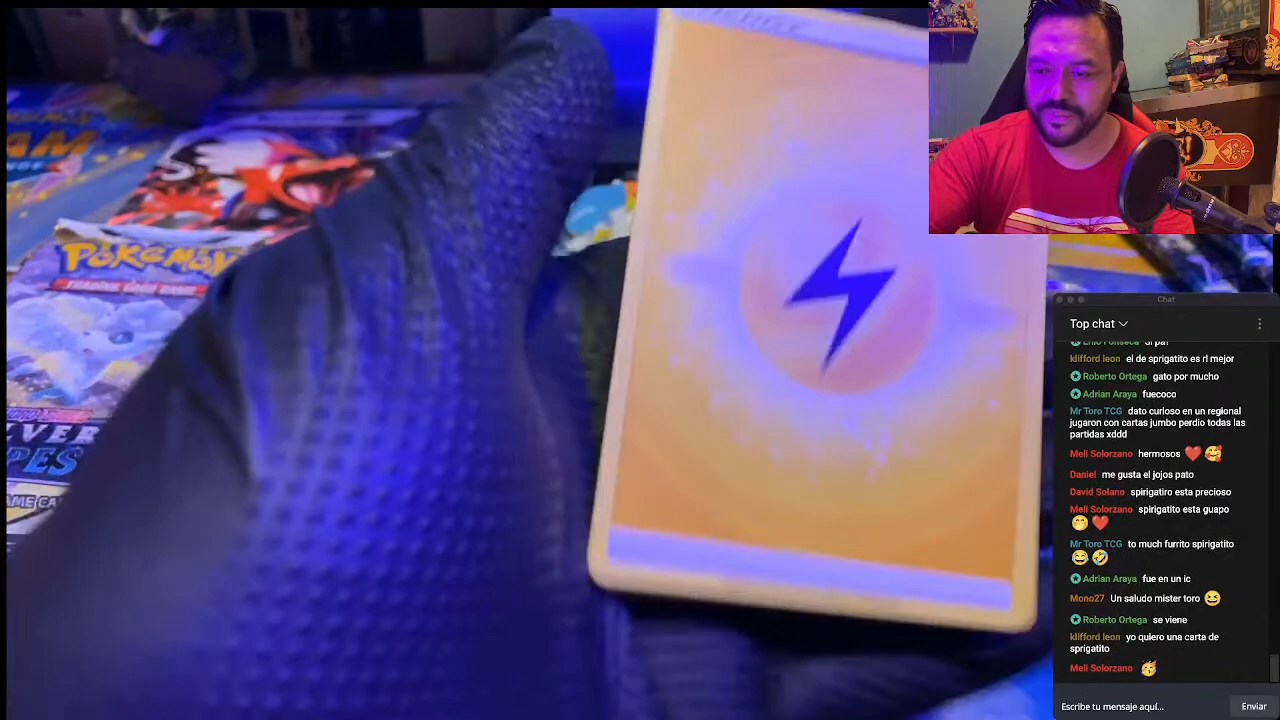 POKÉMON
TRADING CARD GAME
Chat
Top chat
klifford leon el de sprigatito es rl mejor
Roberto Ortega gato por mucho
Adrian Araya fuecoco
Mr Toro TCG dato curioso en un regional
jugaron con cartas jumbo perdio todas las
partidas xddd
Meli Solorzano hermosos ❤️ 🥰
Daniel me gusta el jojos pato
David Solano spirigatiro esta precioso
Meli Solorzano spirigatito esta guapo
🤭 ❤️
Mr Toro TCG to much furrito spirigatito
😂 🤣
Adrian Araya fue en un ic
Mono27 Un saludo mister toro 😆
Roberto Ortega se viene
klifford leon yo quiero una carta de
sprigatito
Meli Solorzano 🥳
Escribe tu mensaje aquí...
Enviar